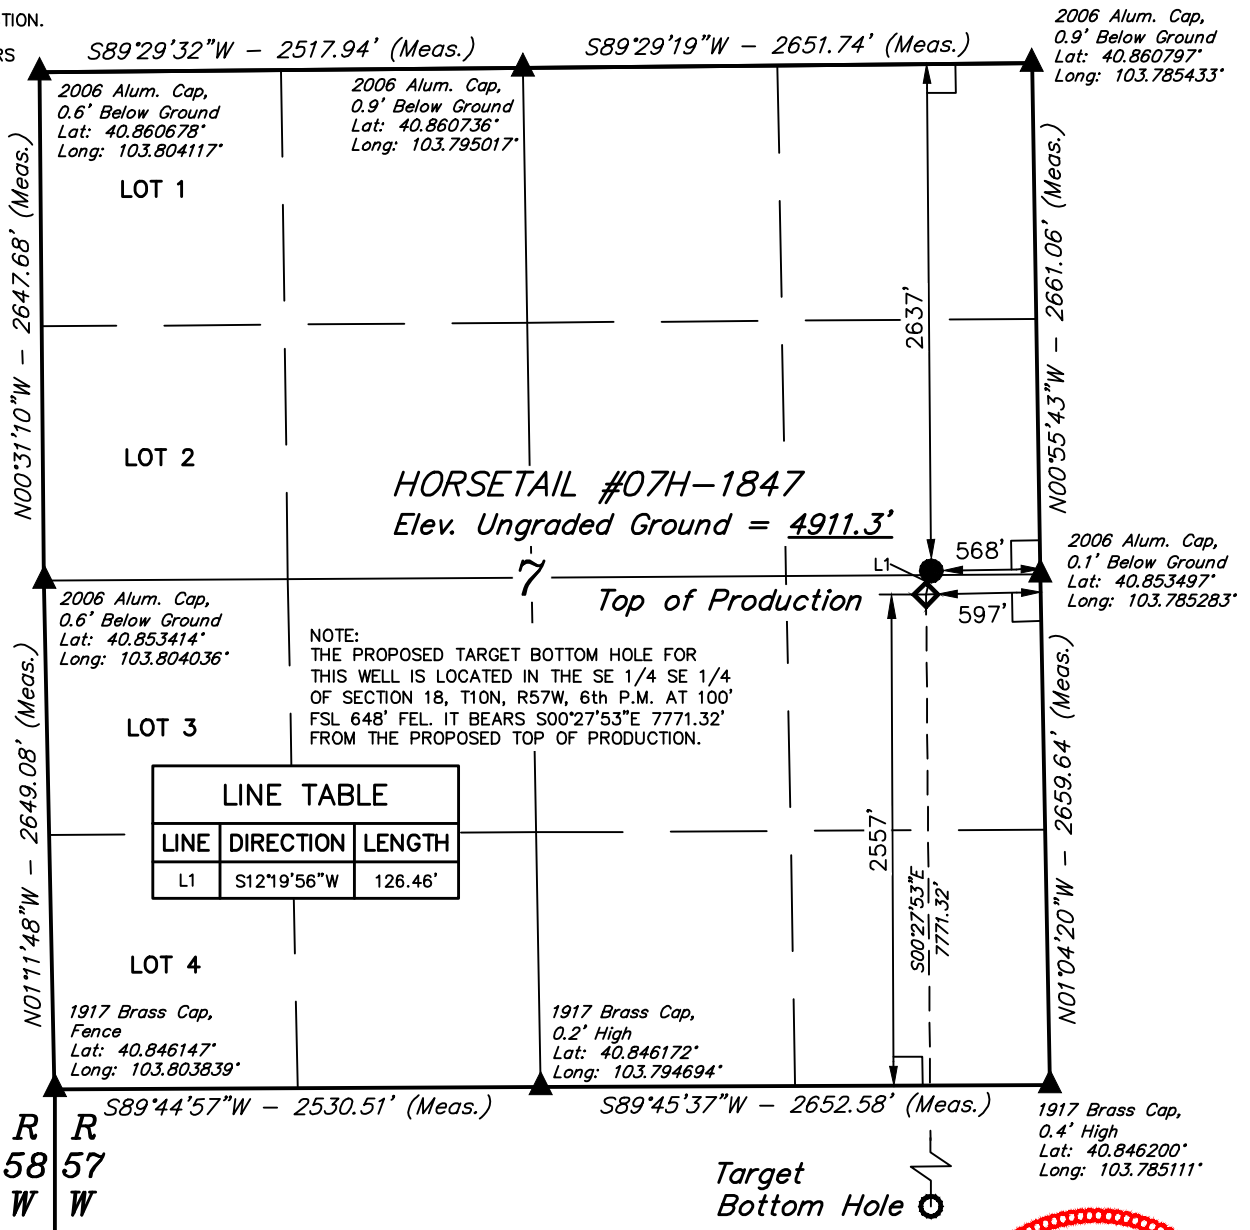 TION.
RS
S89°29'32"W - 2517.94' (Meas.)
S89°29'19"W - 2651.74' (Meas.)
2006 Alum. Cap,
0.9' Below Ground
Lat: 40.860797°
Long: 103.785433°
2006 Alum. Cap,
0.6' Below Ground
Lat: 40.860678°
Long: 103.804117°
2006 Alum. Cap,
0.9' Below Ground
Lat: 40.860736°
Long: 103.795017°
LOT 1
N00°31'10"W - 2647.68' (Meas.)
2637'
N00°55'43"W - 2661.06' (Meas.)
LOT 2
HORSETAIL #07H-1847
Elev. Ungraded Ground = 4911.3'
L1
568'
2006 Alum. Cap,
0.1' Below Ground
Lat: 40.853497°
Long: 103.785283°
7
Top of Production
597'
2006 Alum. Cap,
0.6' Below Ground
Lat: 40.853414°
Long: 103.804036°
NOTE:
THE PROPOSED TARGET BOTTOM HOLE FOR
THIS WELL IS LOCATED IN THE SE 1/4 SE 1/4
OF SECTION 18, T10N, R57W, 6th P.M. AT 100'
FSL 648' FEL. IT BEARS S00°27'53"E 7771.32'
FROM THE PROPOSED TOP OF PRODUCTION.
LOT 3
N01°11'48"W - 2649.08' (Meas.)
LINE TABLE
LINE DIRECTION LENGTH
L1 S12°19'56"W 126.46'
2557'
S00°27'53"E
7771.32'
N01°04'20"W - 2659.64' (Meas.)
LOT 4
1917 Brass Cap,
Fence
Lat: 40.846147°
Long: 103.803839°
1917 Brass Cap,
0.2' High
Lat: 40.846172°
Long: 103.794694°
S89°44'57"W - 2530.51' (Meas.)
S89°45'37"W - 2652.58' (Meas.)
1917 Brass Cap,
0.4' High
Lat: 40.846200°
Long: 103.785111°
R R
58 57
W W
Target
Bottom Hole